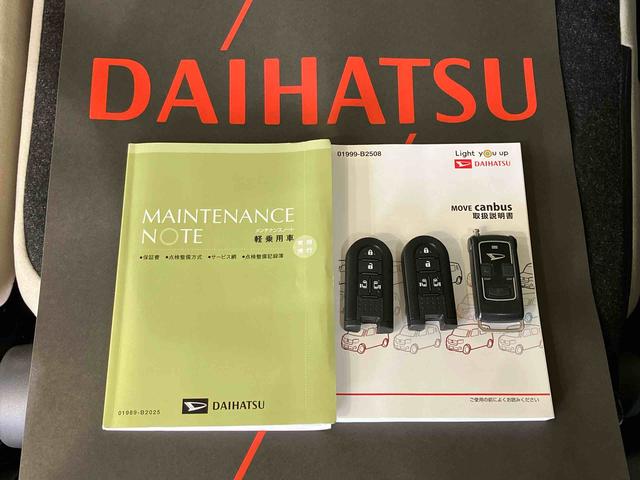 DAIHATSU
MAINTENANCE
NOTE
メンテナンスノート
軽乗用車
•保証書 •点検整備方式 •サービス網 •点検整備記録簿
01989-B2025
DAIHATSU
01999-B2508
Light you up
DAIHATSU
MOVE canbus
取扱説明書
ご使用の前によくお読みください